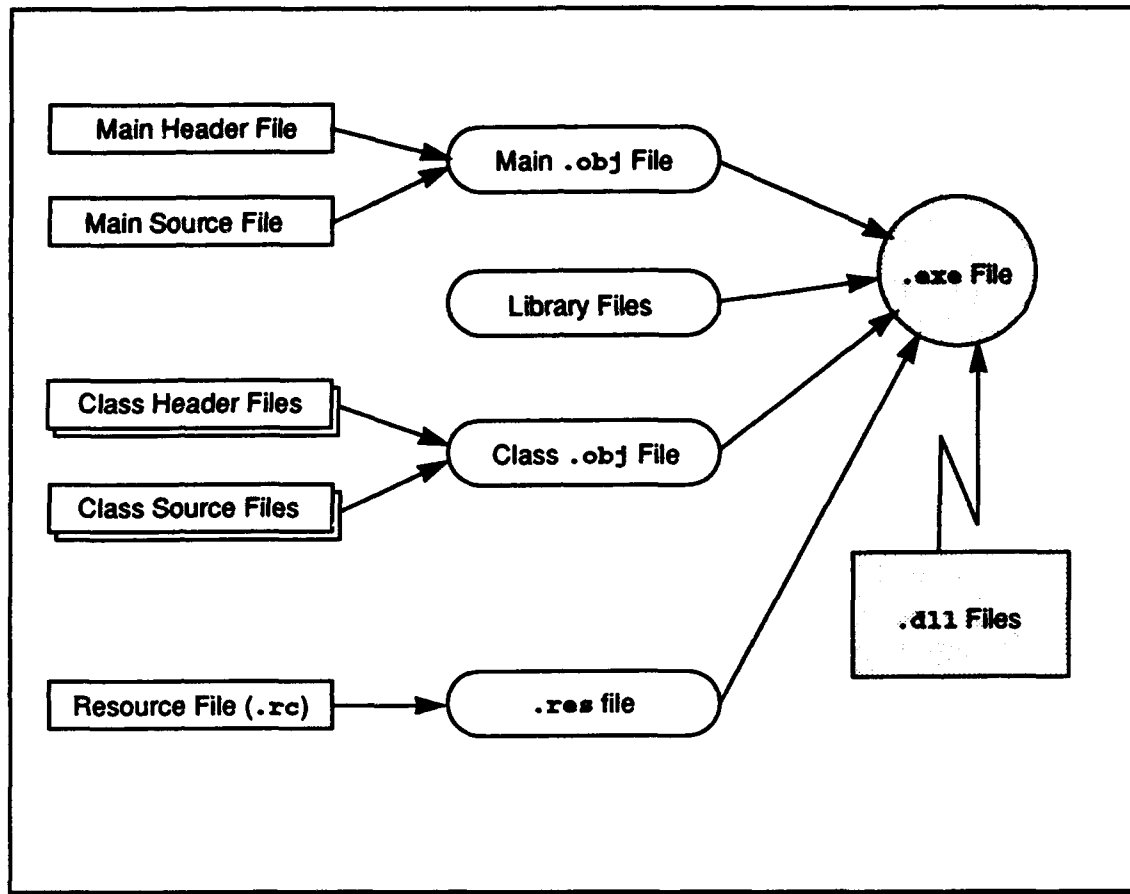 Main Header File
Main .obj File
Main Source File
.exe File
Library Files
Class Header Files
Class .obj File
Class Source Files
.dll Files
Resource File (.rc)
.res file